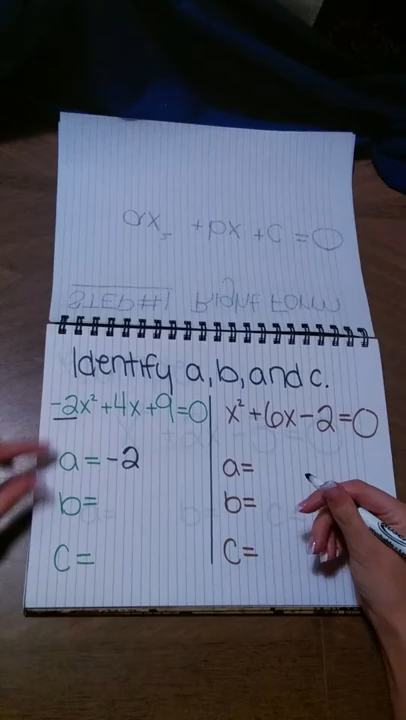 ax² + bx + c = 0
STEP #1 RIGHT FORM
Identify a, b, and c.
-2x² + 4x + 9 = 0
a = -2
b =
c =
x² + 6x - 2 = 0
a =
b =
c =